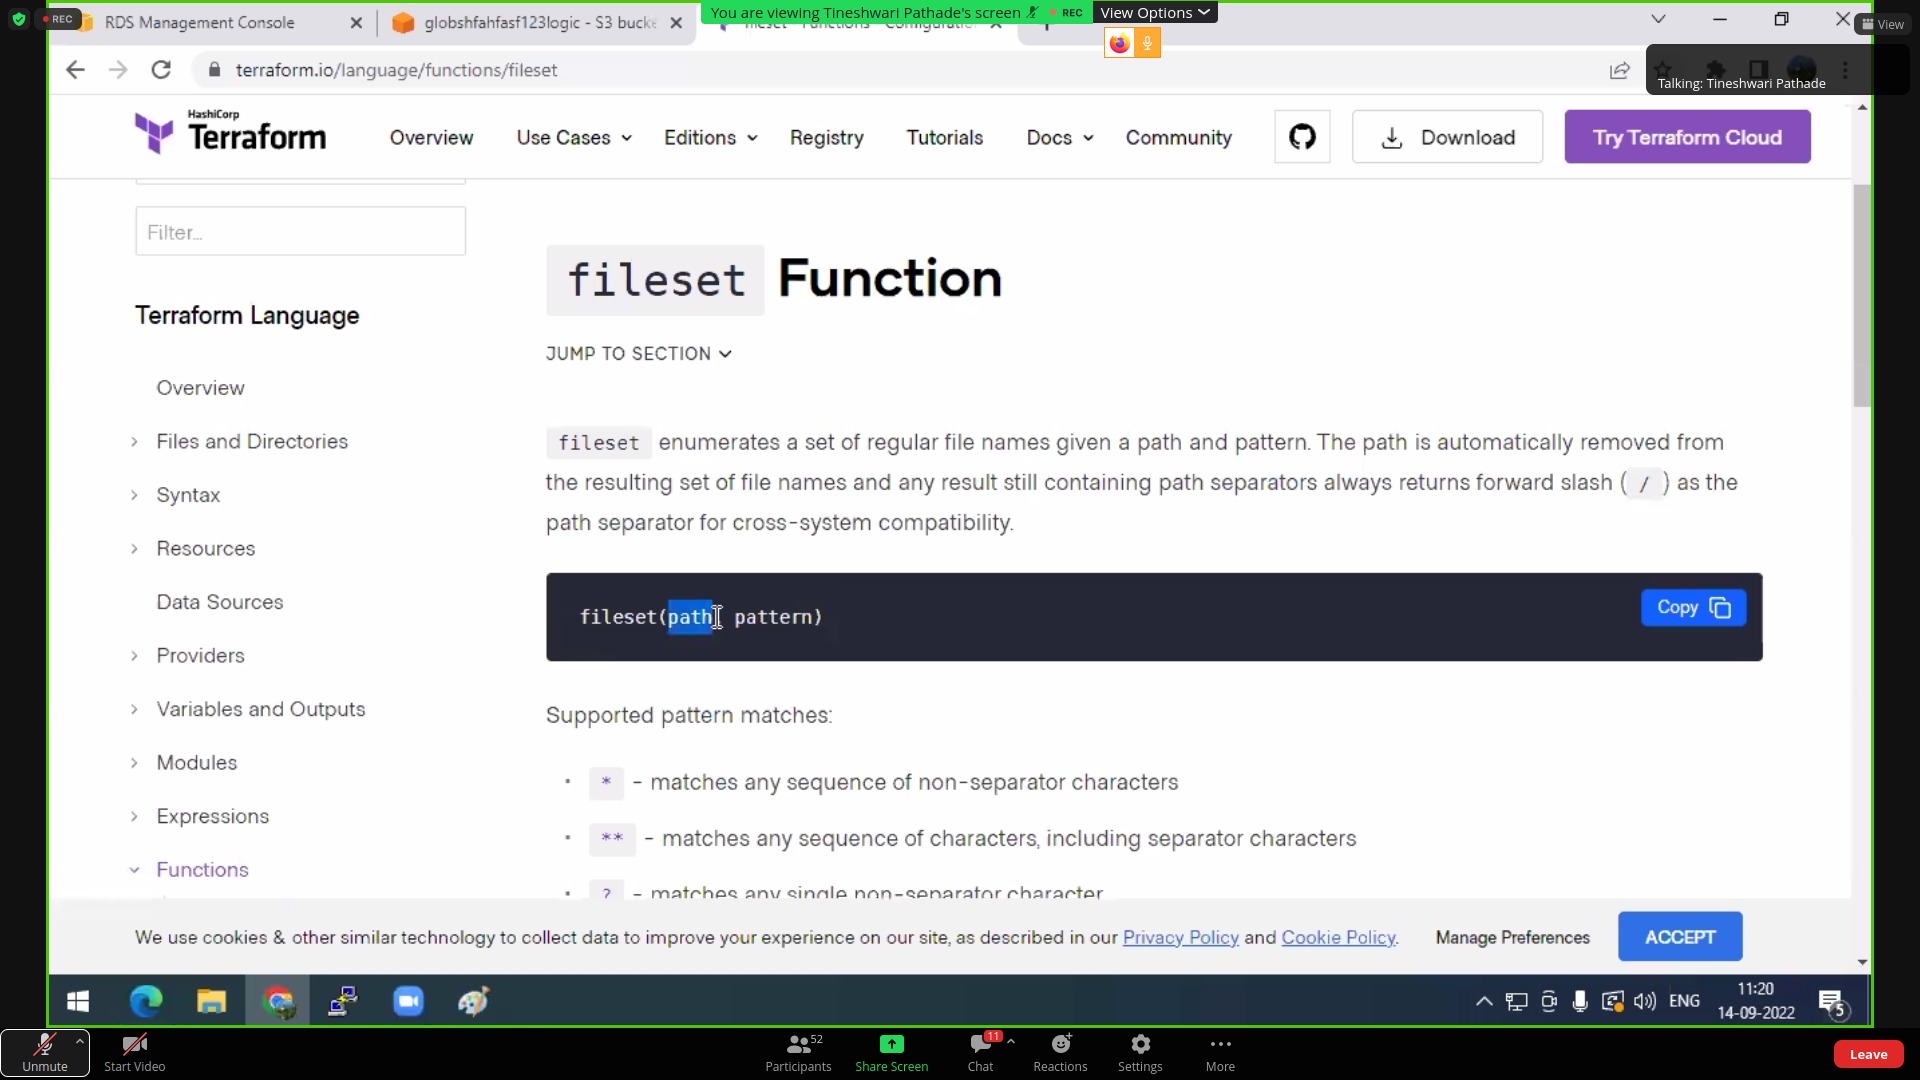 REC
RDS Management Console
globshfahfasf123logic - S3 bucke
You are viewing Tineshwari Pathade's screen
REC
View Options
View
terraform.io/language/functions/fileset
Talking: Tineshwari Pathade
HashiCorp
Terraform
Overview
Use Cases
Editions
Registry
Tutorials
Docs
Community
Download
Try Terraform Cloud
Filter...
Terraform Language
Overview
Files and Directories
Syntax
Resources
Data Sources
Providers
Variables and Outputs
Modules
Expressions
Functions
fileset Function
JUMP TO SECTION
fileset enumerates a set of regular file names given a path and pattern. The path is automatically removed from
the resulting set of file names and any result still containing path separators always returns forward slash ( / ) as the
path separator for cross-system compatibility.
fileset(path, pattern)
Copy
Supported pattern matches:
* - matches any sequence of non-separator characters
** - matches any sequence of characters, including separator characters
? - matches any single non-separator character
We use cookies & other similar technology to collect data to improve your experience on our site, as described in our Privacy Policy and Cookie Policy.
Manage Preferences
ACCEPT
ENG
11:20
14-09-2022
5
Unmute
Start Video
Participants
52
Share Screen
Chat
11
Reactions
Settings
More
Leave